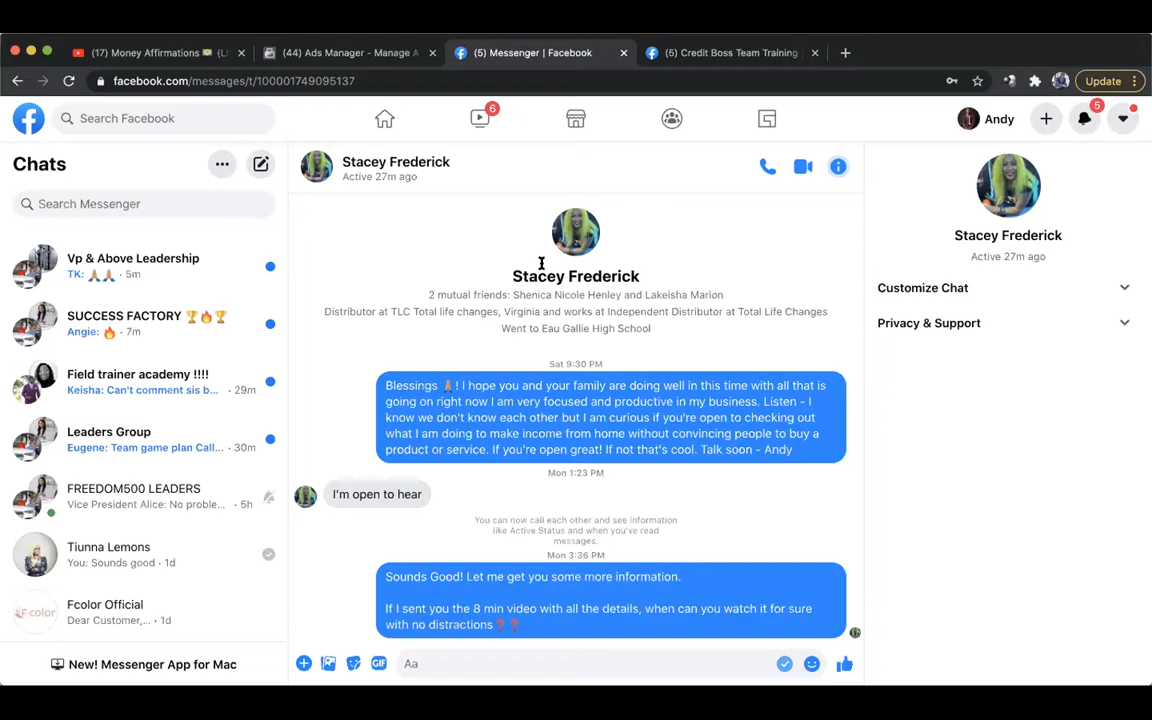 (17) Money Affirmations
(44) Ads Manager - Manage A
(5) Messenger | Facebook
(5) Credit Boss Team Training
facebook.com/messages/t/100001749095137
Update
Search Facebook
6
Andy
5
Chats
Search Messenger
Vp & Above Leadership
TK: 🙏🏽🙏🏽 · 5m
SUCCESS FACTORY 🏆🔥🏆
Angie: 🔥 · 7m
Field trainer academy !!!!
Keisha: Can't comment sis b... · 29m
Leaders Group
Eugene: Team game plan Call... · 30m
FREEDOM500 LEADERS
Vice President Alice: No proble... · 5h
Tiunna Lemons
You: Sounds good · 1d
Fcolor Official
Dear Customer,... · 1d
New! Messenger App for Mac
Stacey Frederick
Active 27m ago
Stacey Frederick
2 mutual friends: Shenica Nicole Henley and Lakeisha Marion
Distributor at TLC Total life changes, Virginia and works at Independent Distributor at Total Life Changes
Went to Eau Gallie High School
Sat 9:30 PM
Blessings 🙏🏽! I hope you and your family are doing well in this time with all that is
going on right now I am very focused and productive in my business. Listen - I
know we don't know each other but I am curious if you're open to checking out
what I am doing to make income from home without convincing people to buy a
product or service. If you're open great! If not that's cool. Talk soon - Andy
Mon 1:23 PM
I'm open to hear
You can now call each other and see information
like Active Status and when you've read
messages.
Mon 3:36 PM
Sounds Good! Let me get you some more information.
If I sent you the 8 min video with all the details, when can you watch it for sure
with no distractions❓❓
GIF
Aa
Stacey Frederick
Active 27m ago
Customize Chat
Privacy & Support